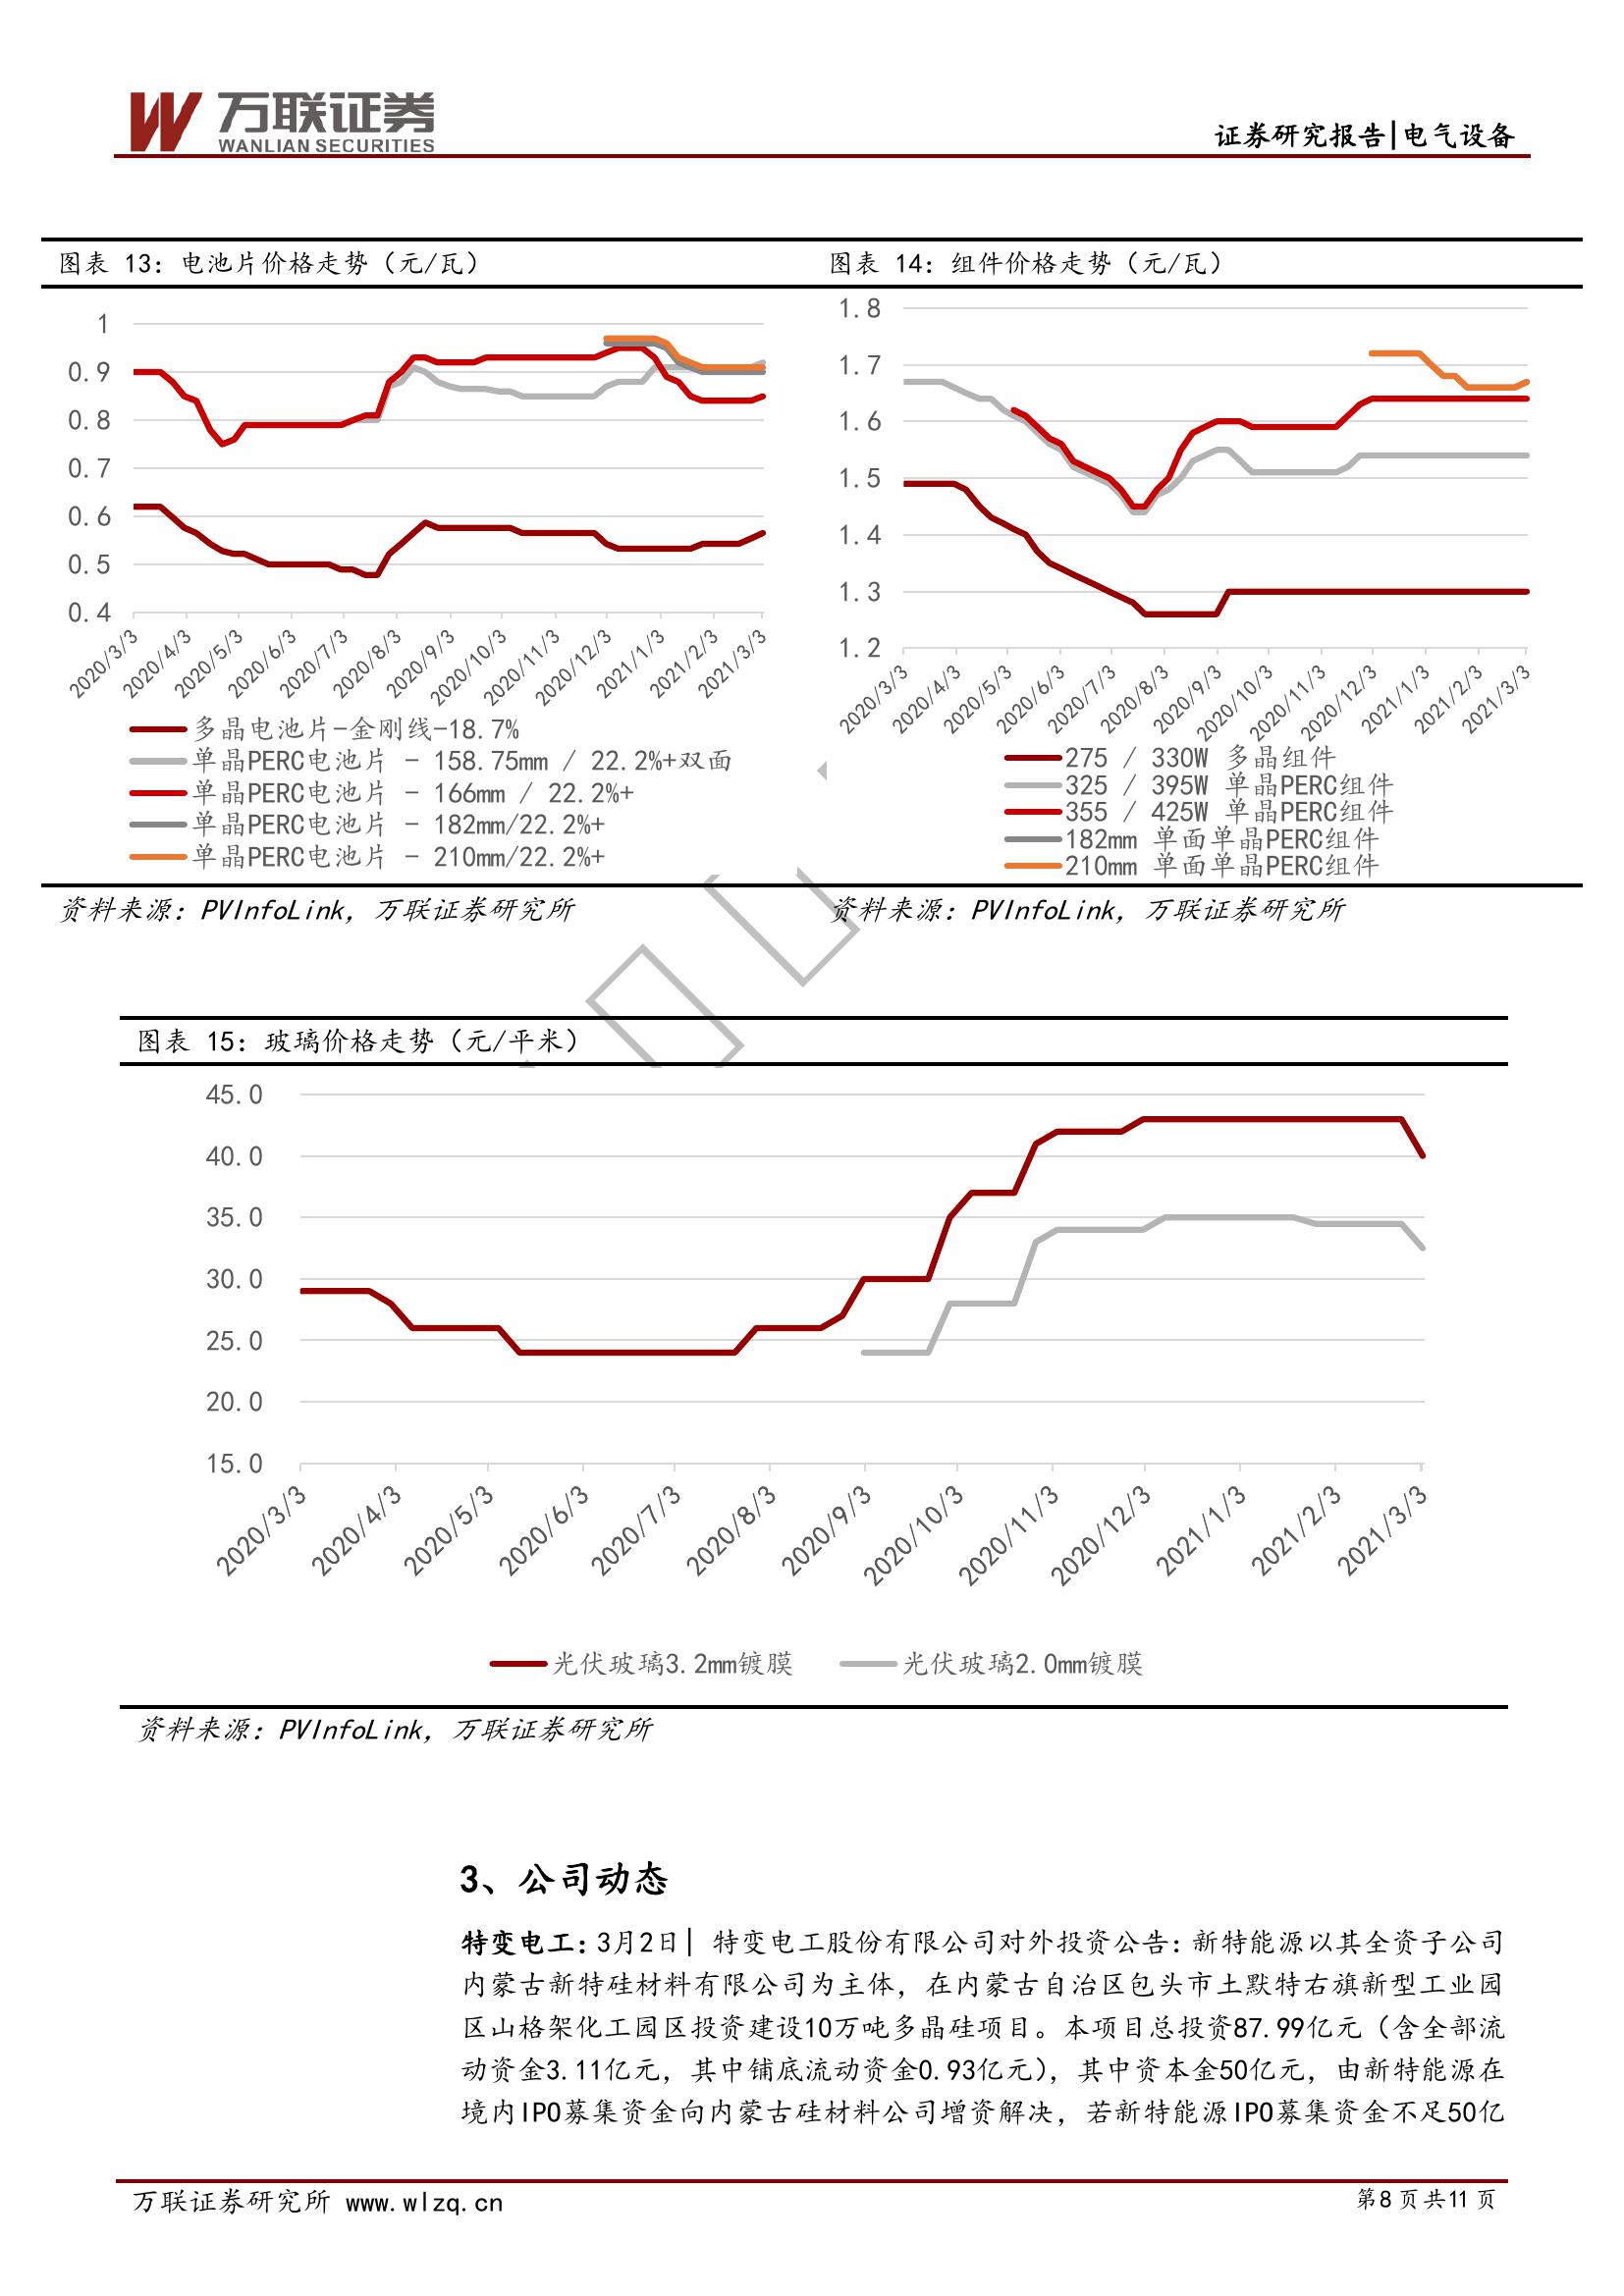 万联证券
WANLIAN SECURITIES
证券研究报告|电气设备
图表 13：电池片价格走势（元/瓦）
1
0.9
0.8
0.7
0.6
0.5
0.4
2020/3/3
2020/4/3
2020/5/3
2020/6/3
2020/7/3
2020/8/3
2020/9/3
2020/10/3
2020/11/3
2020/12/3
2021/1/3
2021/2/3
2021/3/3
多晶电池片-金刚线-18.7%
单晶PERC电池片 - 158.75mm / 22.2%+双面
单晶PERC电池片 - 166mm / 22.2%+
单晶PERC电池片 - 182mm/22.2%+
单晶PERC电池片 - 210mm/22.2%+
资料来源：PVInfoLink，万联证券研究所
图表 14：组件价格走势（元/瓦）
1.8
1.7
1.6
1.5
1.4
1.3
1.2
2020/3/3
2020/4/3
2020/5/3
2020/6/3
2020/7/3
2020/8/3
2020/9/3
2020/10/3
2020/11/3
2020/12/3
2021/1/3
2021/2/3
2021/3/3
275 / 330W 多晶组件
325 / 395W 单晶PERC组件
355 / 425W 单晶PERC组件
182mm 单面单晶PERC组件
210mm 单面单晶PERC组件
资料来源：PVInfoLink，万联证券研究所
图表 15：玻璃价格走势（元/平米）
45.0
40.0
35.0
30.0
25.0
20.0
15.0
2020/3/3
2020/4/3
2020/5/3
2020/6/3
2020/7/3
2020/8/3
2020/9/3
2020/10/3
2020/11/3
2020/12/3
2021/1/3
2021/2/3
2021/3/3
光伏玻璃3.2mm镀膜
光伏玻璃2.0mm镀膜
资料来源：PVInfoLink，万联证券研究所
3、公司动态
特变电工：3月2日| 特变电工股份有限公司对外投资公告：新特能源以其全资子公司
内蒙古新特硅材料有限公司为主体，在内蒙古自治区包头市土默特右旗新型工业园
区山格架化工园区投资建设10万吨多晶硅项目。本项目总投资87.99亿元（含全部流
动资金3.11亿元，其中铺底流动资金0.93亿元），其中资本金50亿元，由新特能源在
境内IPO募集资金向内蒙古硅材料公司增资解决，若新特能源IPO募集资金不足50亿
万联证券研究所 www.wlzq.cn
第8页共11页